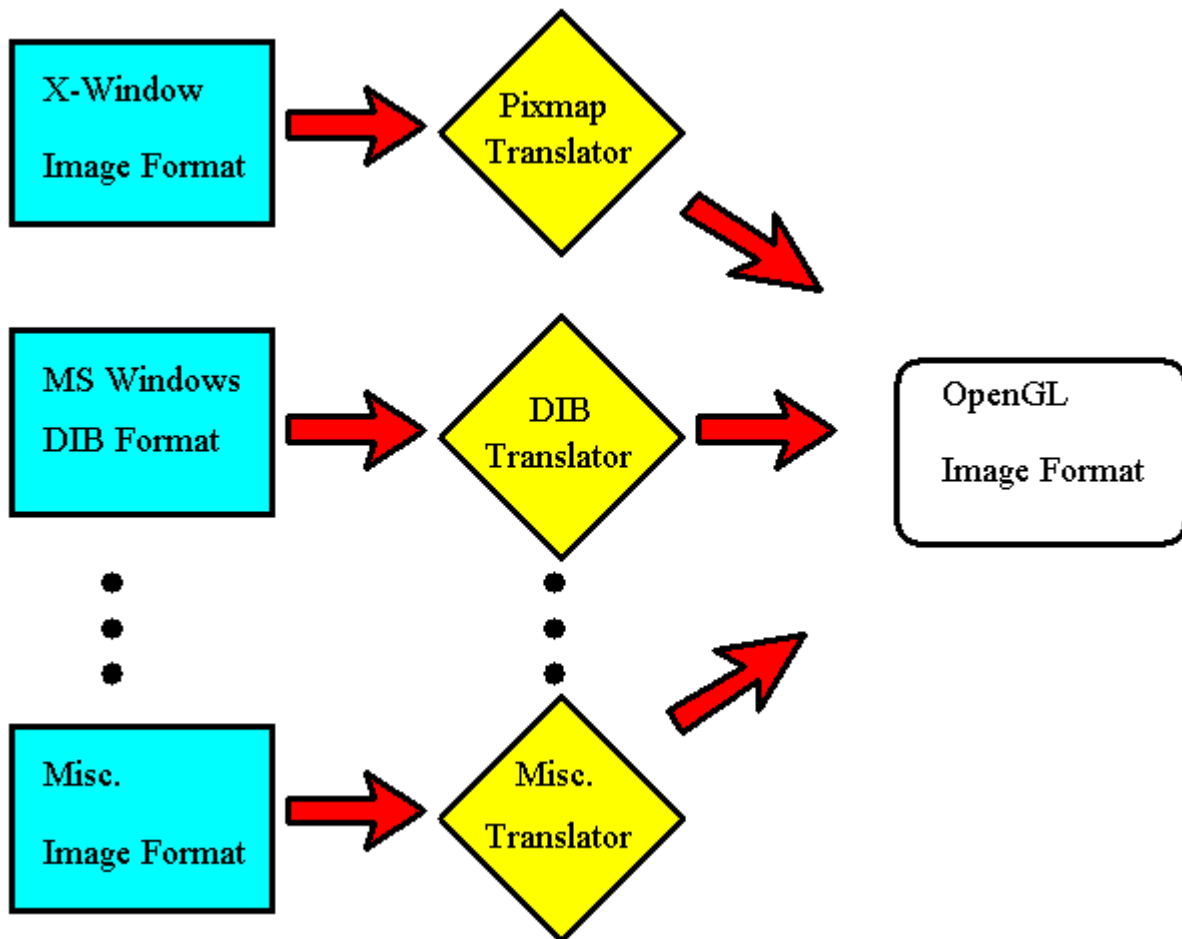 X-Window
Image Format
Pixmap
Translator
MS Windows
DIB Format
DIB
Translator
OpenGL
Image Format
Misc.
Image Format
Misc.
Translator